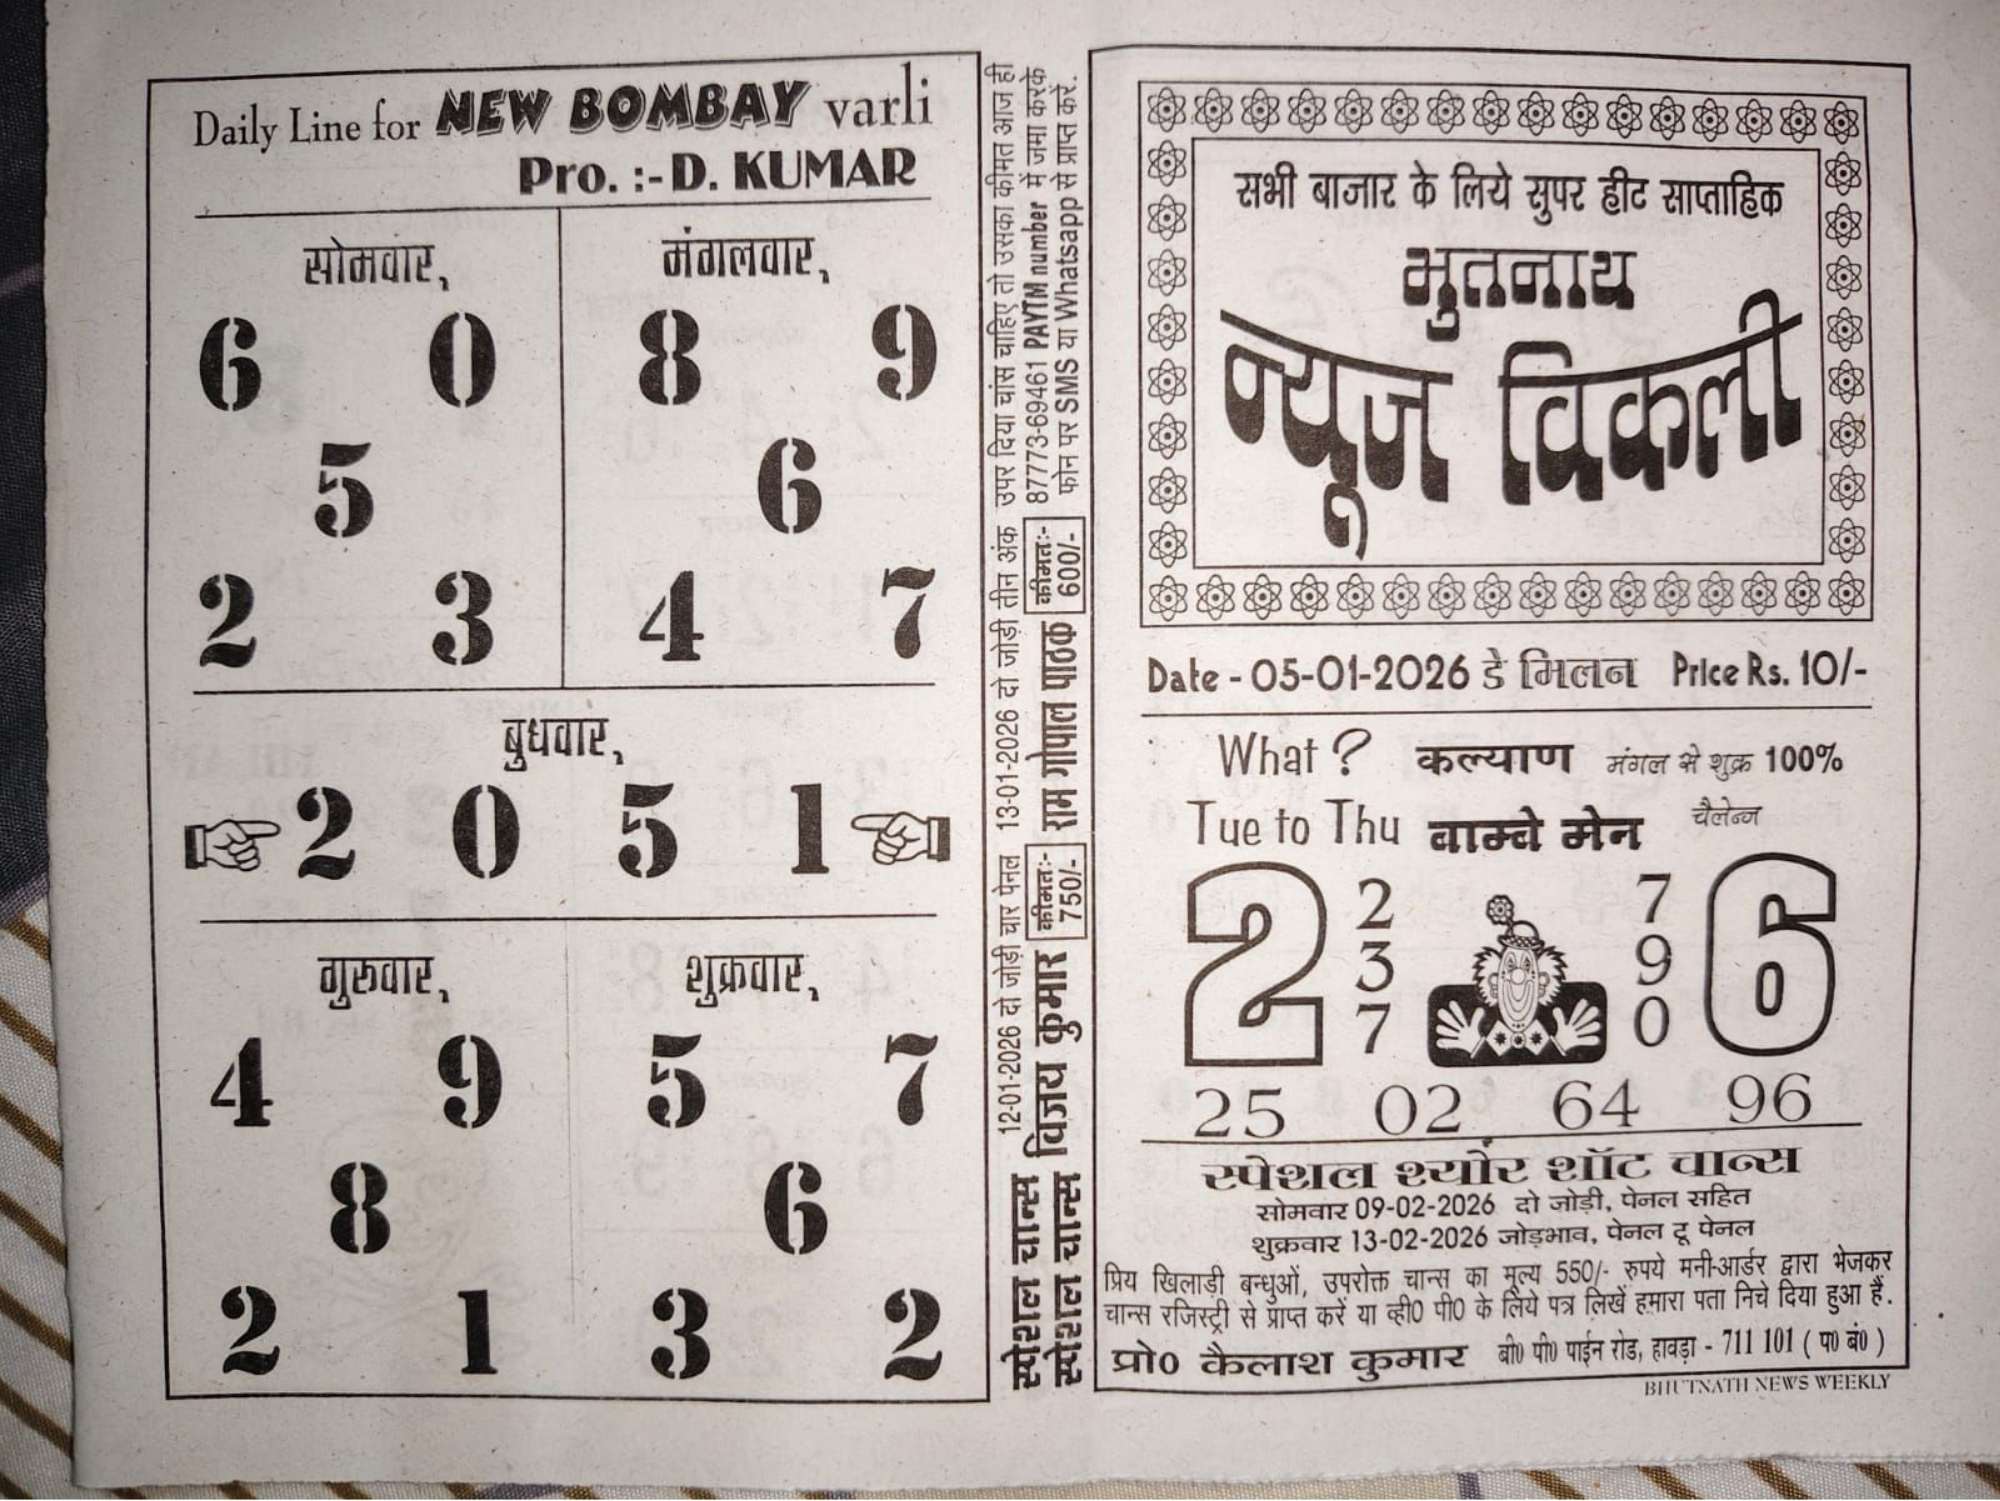 Daily Line for NEW BOMBAY varli
Pro. :- D. KUMAR
सोमवार,
6 0
5
2 3
मंगलवार,
8 9
6
4 7
बुधवार,
2 0 5 1
गुरुवार,
4 9
8
2 1
शुक्रवार,
5 7
6
3 2
स्पेशल चान्स 12-01-2026 दो जोड़ी चार पेनल 13-01-2026 दो जोड़ी तीन अंक उपर दिया चांस चाहिए तो उसका कीमत आज ही
स्पेशल चान्स विजय कुमार कीमतः- 750/- राम गोपाल पाठक कीमतः- 600/- 87773-69461 PAYTM number में जमा करके
फोन पर SMS या Whatsapp से प्राप्त करें.
सभी बाजार के लिये सुपर हीट साप्ताहिक
भुतनाथ
न्यूज विकली
Date - 05-01-2026 डे मिलन Price Rs. 10/-
What ? कल्याण मंगल से शुक्र 100%
Tue to Thu बाम्बे मेन चैलेन्ज
2 2 7 6
3 9
7 0
25 02 64 96
स्पेशल श्योर शॉट चान्स
सोमवार 09-02-2026 दो जोड़ी, पेनल सहित
शुक्रवार 13-02-2026 जोड़भाव, पेनल टू पेनल
प्रिय खिलाड़ी बन्धुओं, उपरोक्त चान्स का मूल्य 550/- रुपये मनी-आर्डर द्वारा भेजकर
चान्स रजिस्ट्री से प्राप्त करें या व्ही0 पी0 के लिये पत्र लिखें हमारा पता निचे दिया हुआ हैं.
प्रो0 कैलाश कुमार बी0 पी0 पाईन रोड, हावड़ा - 711 101 ( प0 बं0 )
BHUTNATH NEWS WEEKLY